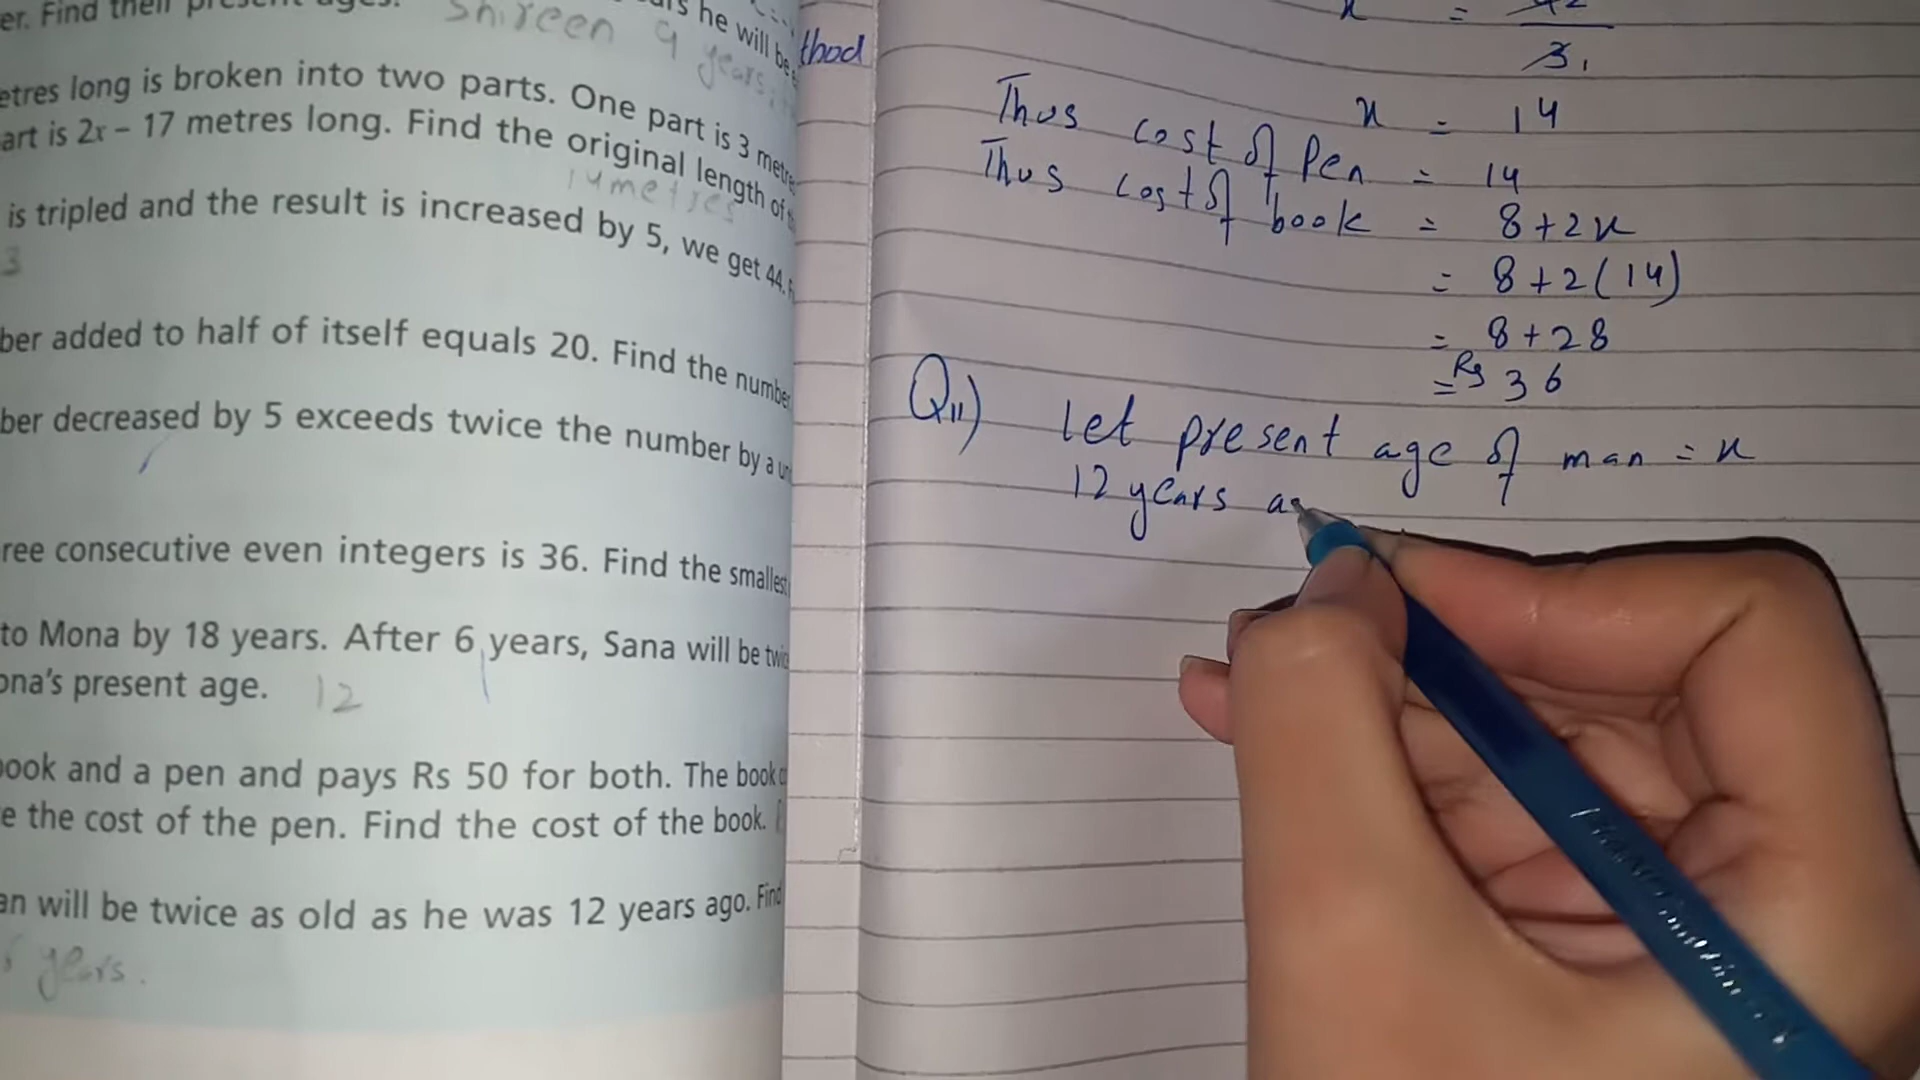 er. Find their present ages. Shireen 9 years
he will be
etres long is broken into two parts. One part is 3 metre
art is 2x – 17 metres long. Find the original length of
14metres
is tripled and the result is increased by 5, we get 44.
3
ber added to half of itself equals 20. Find the number
ber decreased by 5 exceeds twice the number by a
ree consecutive even integers is 36. Find the smallest
to Mona by 18 years. After 6 years, Sana will be twi
ona's present age. 12
ook and a pen and pays Rs 50 for both. The book
e the cost of the pen. Find the cost of the book.
an will be twice as old as he was 12 years ago. Find
years.
thod
x = 42
3
x = 14
Thus cost of Pen = 14
Thus cost of book = 8+2x
= 8+2(14)
= 8+28
= Rs 36
Q11) let present age of man = x
12 years ag